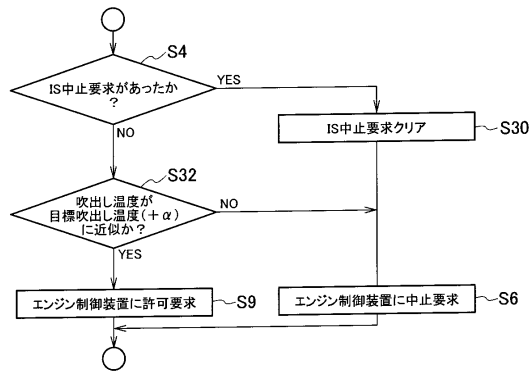 S4
IS中止要求があったか
?
YES
NO
IS中止要求クリア
S30
S32
吹出し温度が
目標吹出し温度(+α)
に近似か?
NO
YES
エンジン制御装置に許可要求
S9
エンジン制御装置に中止要求
S6